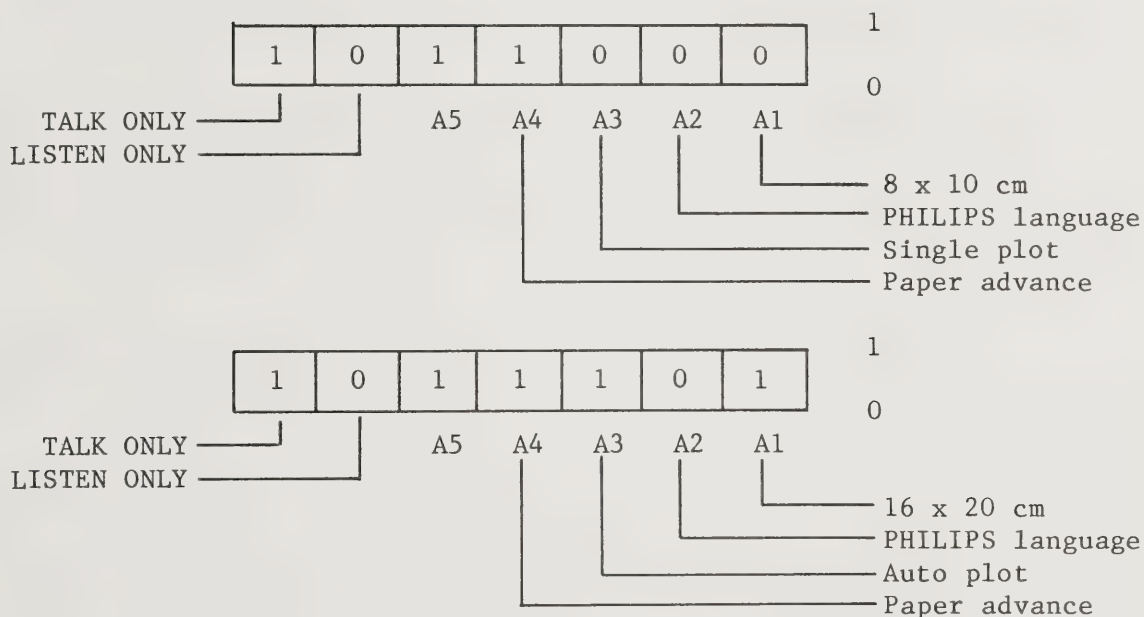 1
1 0 1 1 0 0 0
0
TALK ONLY A5 A4 A3 A2 A1
LISTEN ONLY
8 x 10 cm
PHILIPS language
Single plot
Paper advance
1
1 0 1 1 1 0 1
0
TALK ONLY A5 A4 A3 A2 A1
LISTEN ONLY
16 x 20 cm
PHILIPS language
Auto plot
Paper advance